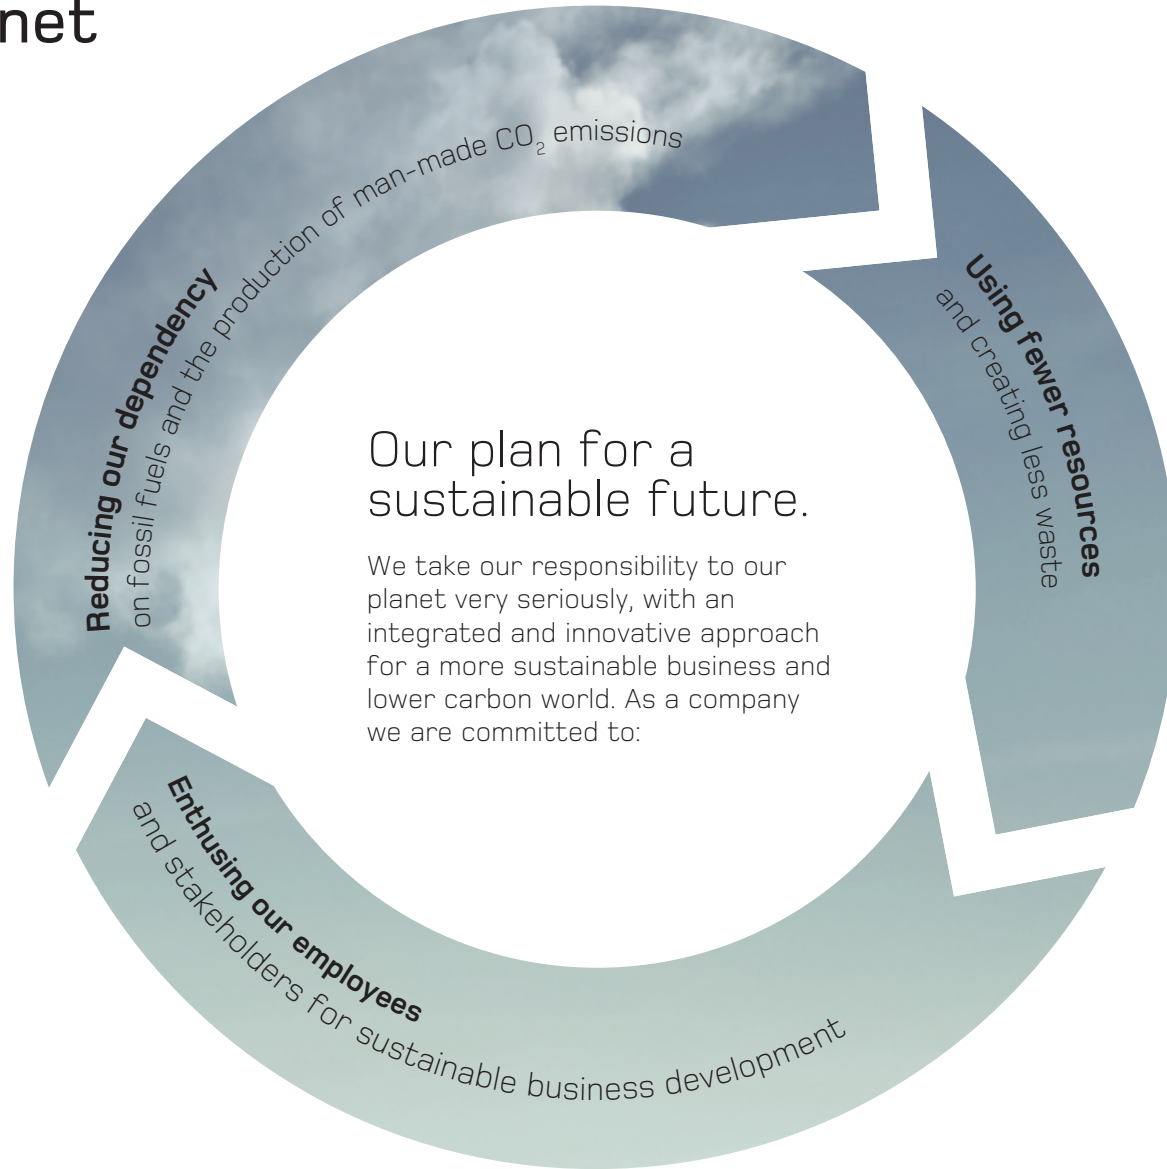 net
Reducing our dependency
on fossil fuels and the production of man-made CO₂ emissions
Using fewer resources
and creating less waste
Our plan for a
sustainable future.
We take our responsibility to our
planet very seriously, with an
integrated and innovative approach
for a more sustainable business and
lower carbon world. As a company
we are committed to:
Enthusing our employees
and stakeholders for sustainable business development